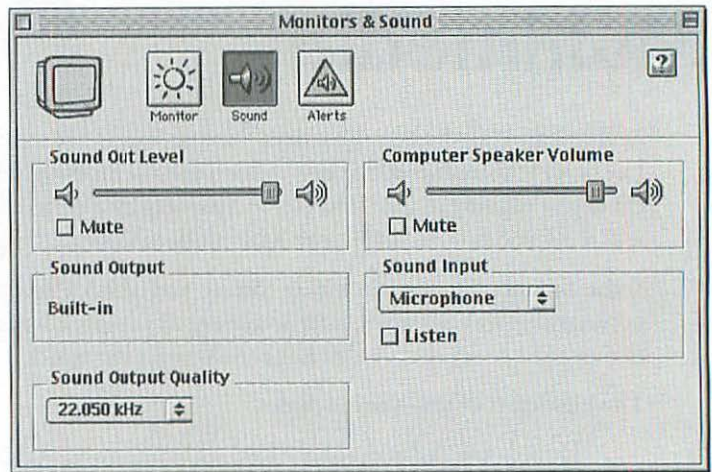 Monitors & Sound
?
Monitor
Sound
Alerts
Sound Out Level
Mute
Computer Speaker Volume
Mute
Sound Output
Built-in
Sound Input
Microphone
Listen
Sound Output Quality
22.050 kHz